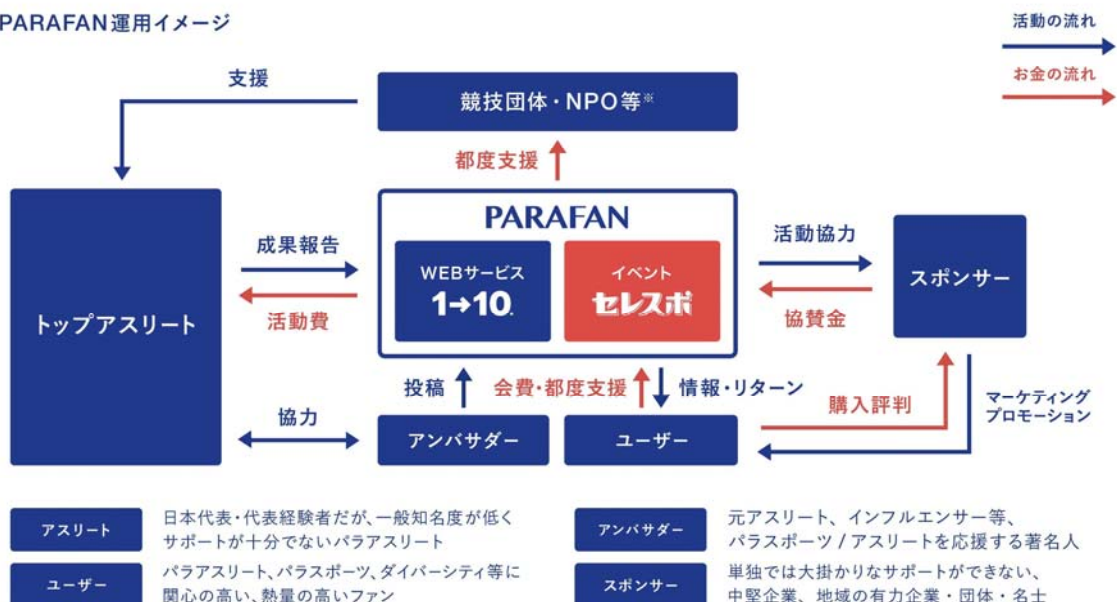 PARAFAN運用イメージ
活動の流れ
お金の流れ
支援
競技団体・NPO等※
都度支援
PARAFAN
WEBサービス
1→10.
イベント
セレスポ
成果報告
活動費
トップアスリート
活動協力
協賛金
スポンサー
投稿
会費・都度支援
情報・リターン
購入評判
マーケティング
プロモーション
協力
アンバサダー
ユーザー
アスリート
日本代表・代表経験者だが、一般知名度が低く
サポートが十分でないパラアスリート
アンバサダー
元アスリート、インフルエンサー等、
パラスポーツ / アスリートを応援する著名人
ユーザー
パラアスリート、パラスポーツ、ダイバーシティ等に
関心の高い、熱量の高いファン
スポンサー
単独では大掛かりなサポートができない、
中堅企業、地域の有力企業・団体・名士